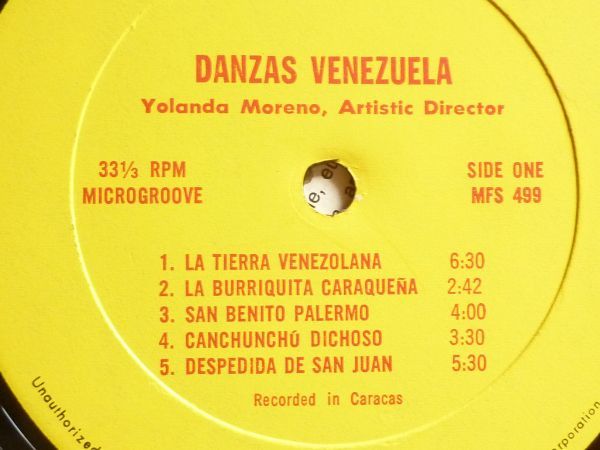 DANZAS VENEZUELA
Yolanda Moreno, Artistic Director
33⅓ RPM
MICROGROOVE
SIDE ONE
MFS 499
1. LA TIERRA VENEZOLANA 6:30
2. LA BURRIQUITA CARAQUEÑA 2:42
3. SAN BENITO PALERMO 4:00
4. CANCHUNCHÚ DICHOSO 3:30
5. DESPEDIDA DE SAN JUAN 5:30
Recorded in Caracas
Unauthorized